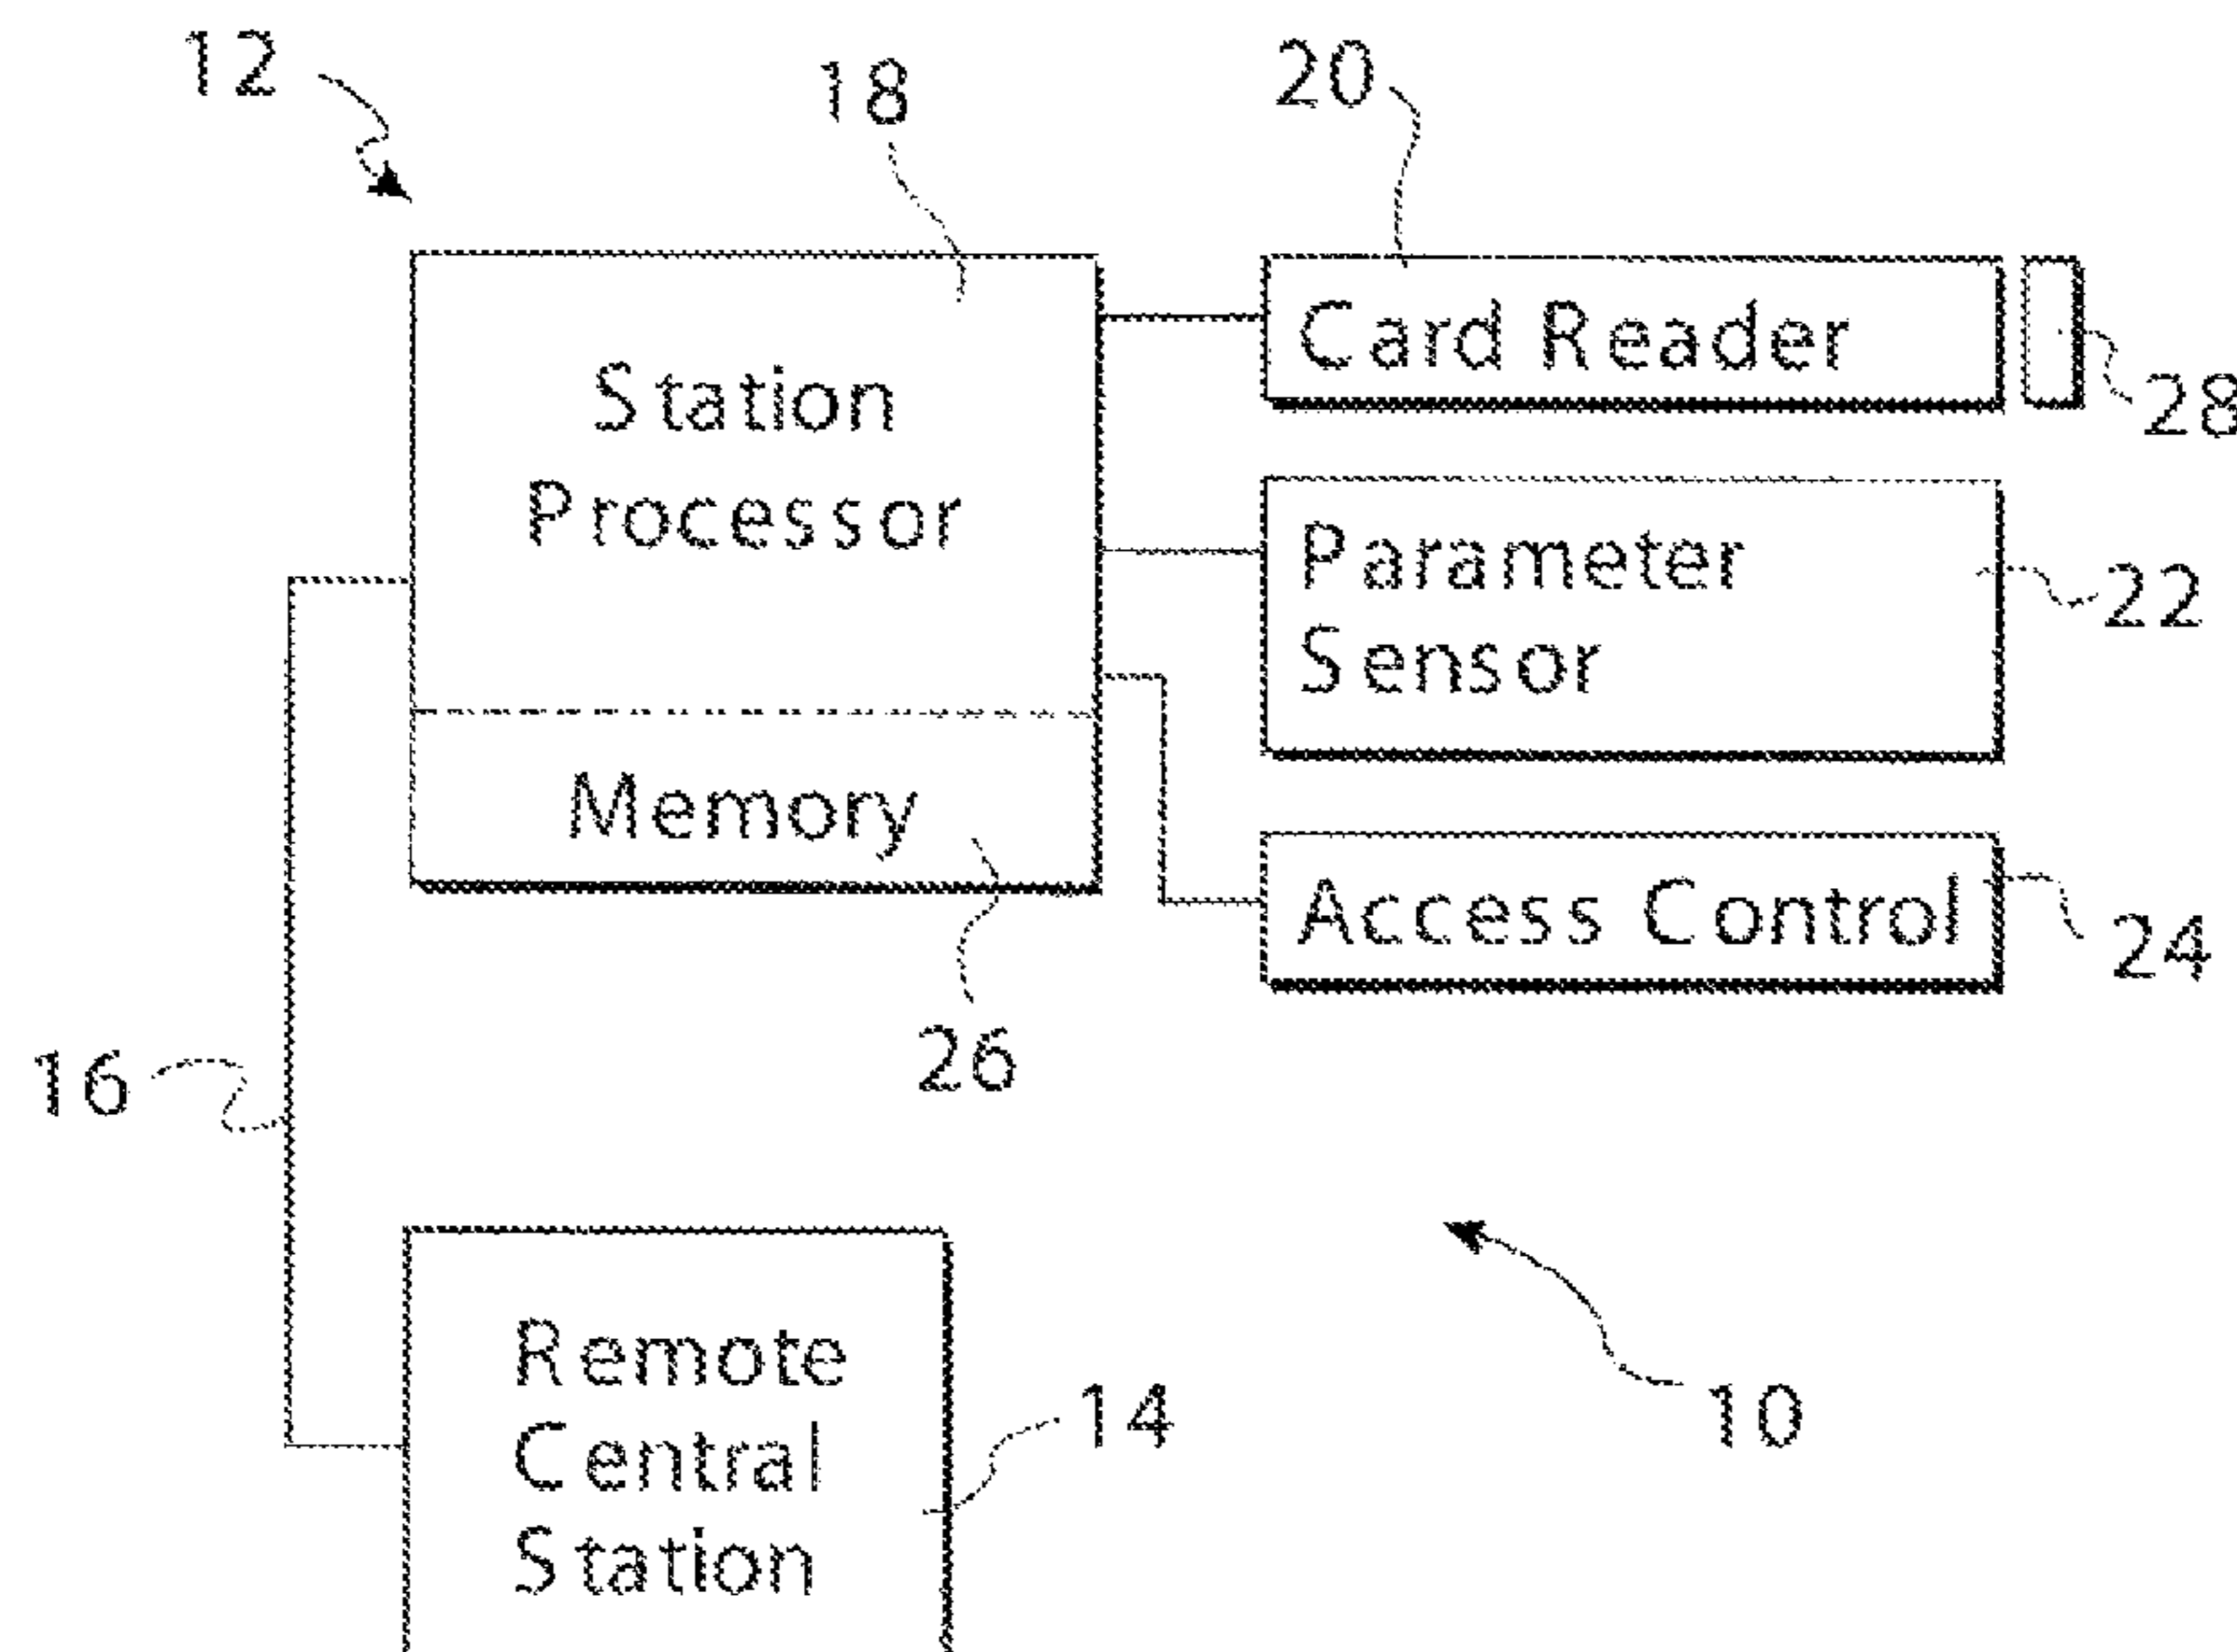 12
18
20
Card Reader
28
Station
Processor
Parameter
Sensor
22
Memory
Access Control
24
26
16
Remote
Central
Station
14
10